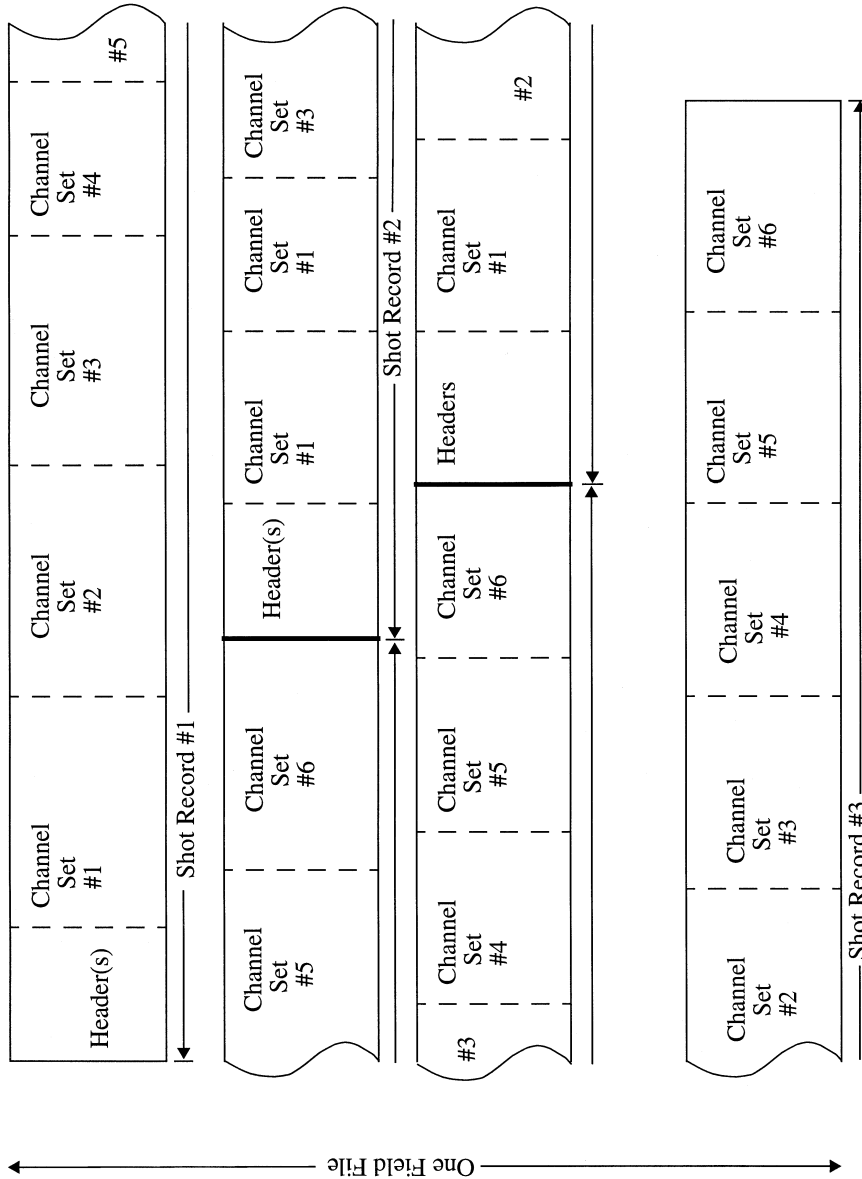 One Field File
Header(s)
Channel
Set
#1
Channel
Set
#2
Channel
Set
#3
Channel
Set
#4
#5
Shot Record #1
Channel
Set
#5
Channel
Set
#6
Header(s)
Channel
Set
#1
Channel
Set
#1
Channel
Set
#3
Shot Record #2
#3
Channel
Set
#4
Channel
Set
#5
Channel
Set
#6
Headers
Channel
Set
#1
#2
Channel
Set
#2
Channel
Set
#3
Channel
Set
#4
Channel
Set
#5
Channel
Set
#6
Shot Record #3